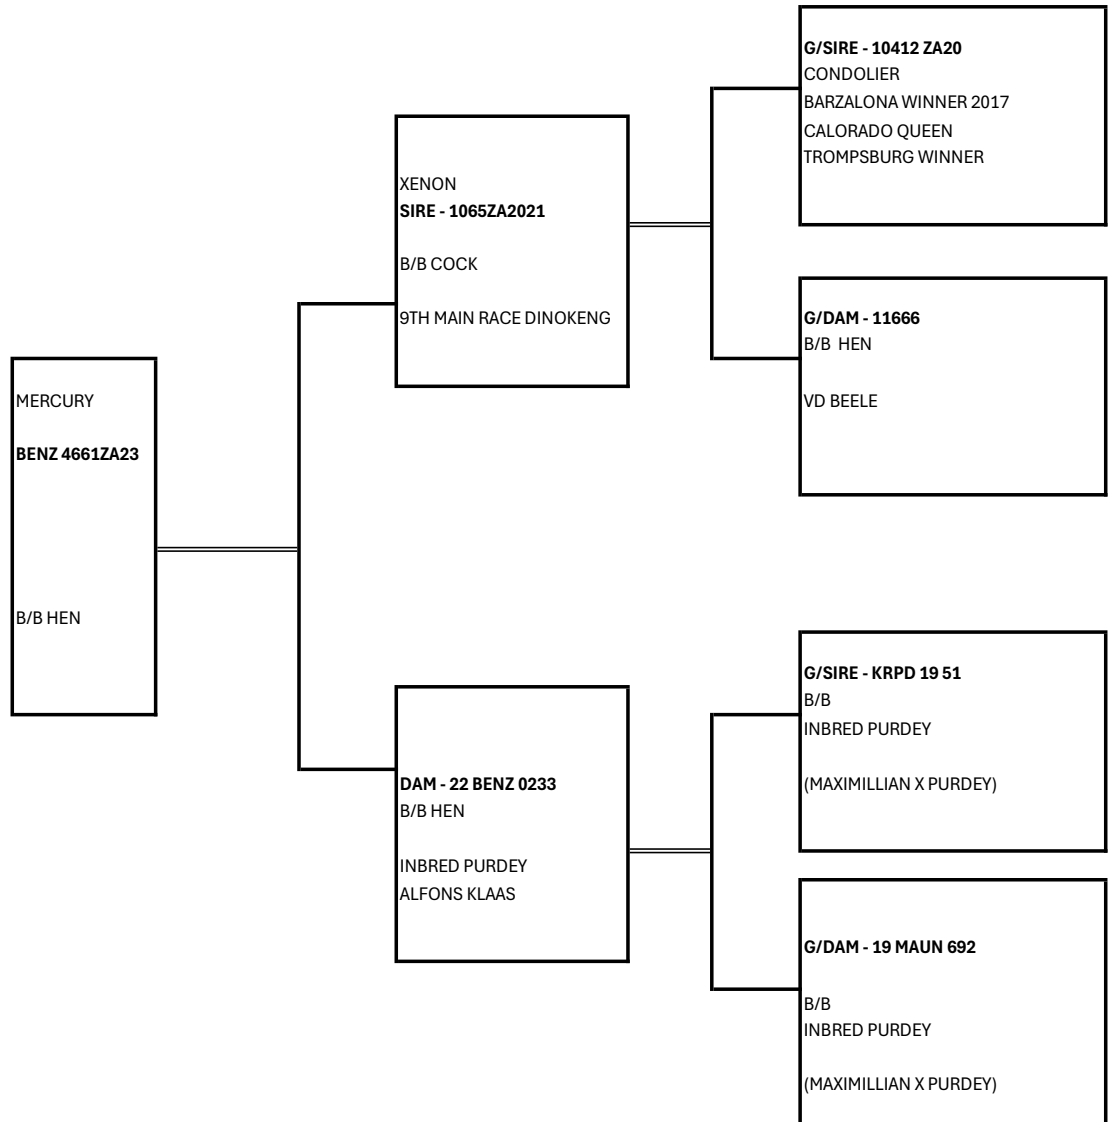 MERCURY
BENZ 4661ZA23
B/B HEN
XENON
SIRE - 1065ZA2021
B/B COCK
9TH MAIN RACE DINOKENG
DAM - 22 BENZ 0233
B/B HEN
INBRED PURDEY
ALFONS KLAAS
G/SIRE - 10412 ZA20
CONDOLIER
BARZALONA WINNER 2017
CALORADO QUEEN
TROMPSBURG WINNER
G/DAM - 11666
B/B  HEN
VD BEELE
G/SIRE - KRPD 19 51
B/B
INBRED PURDEY
(MAXIMILLIAN X PURDEY)
G/DAM - 19 MAUN 692
B/B
INBRED PURDEY
(MAXIMILLIAN X PURDEY)